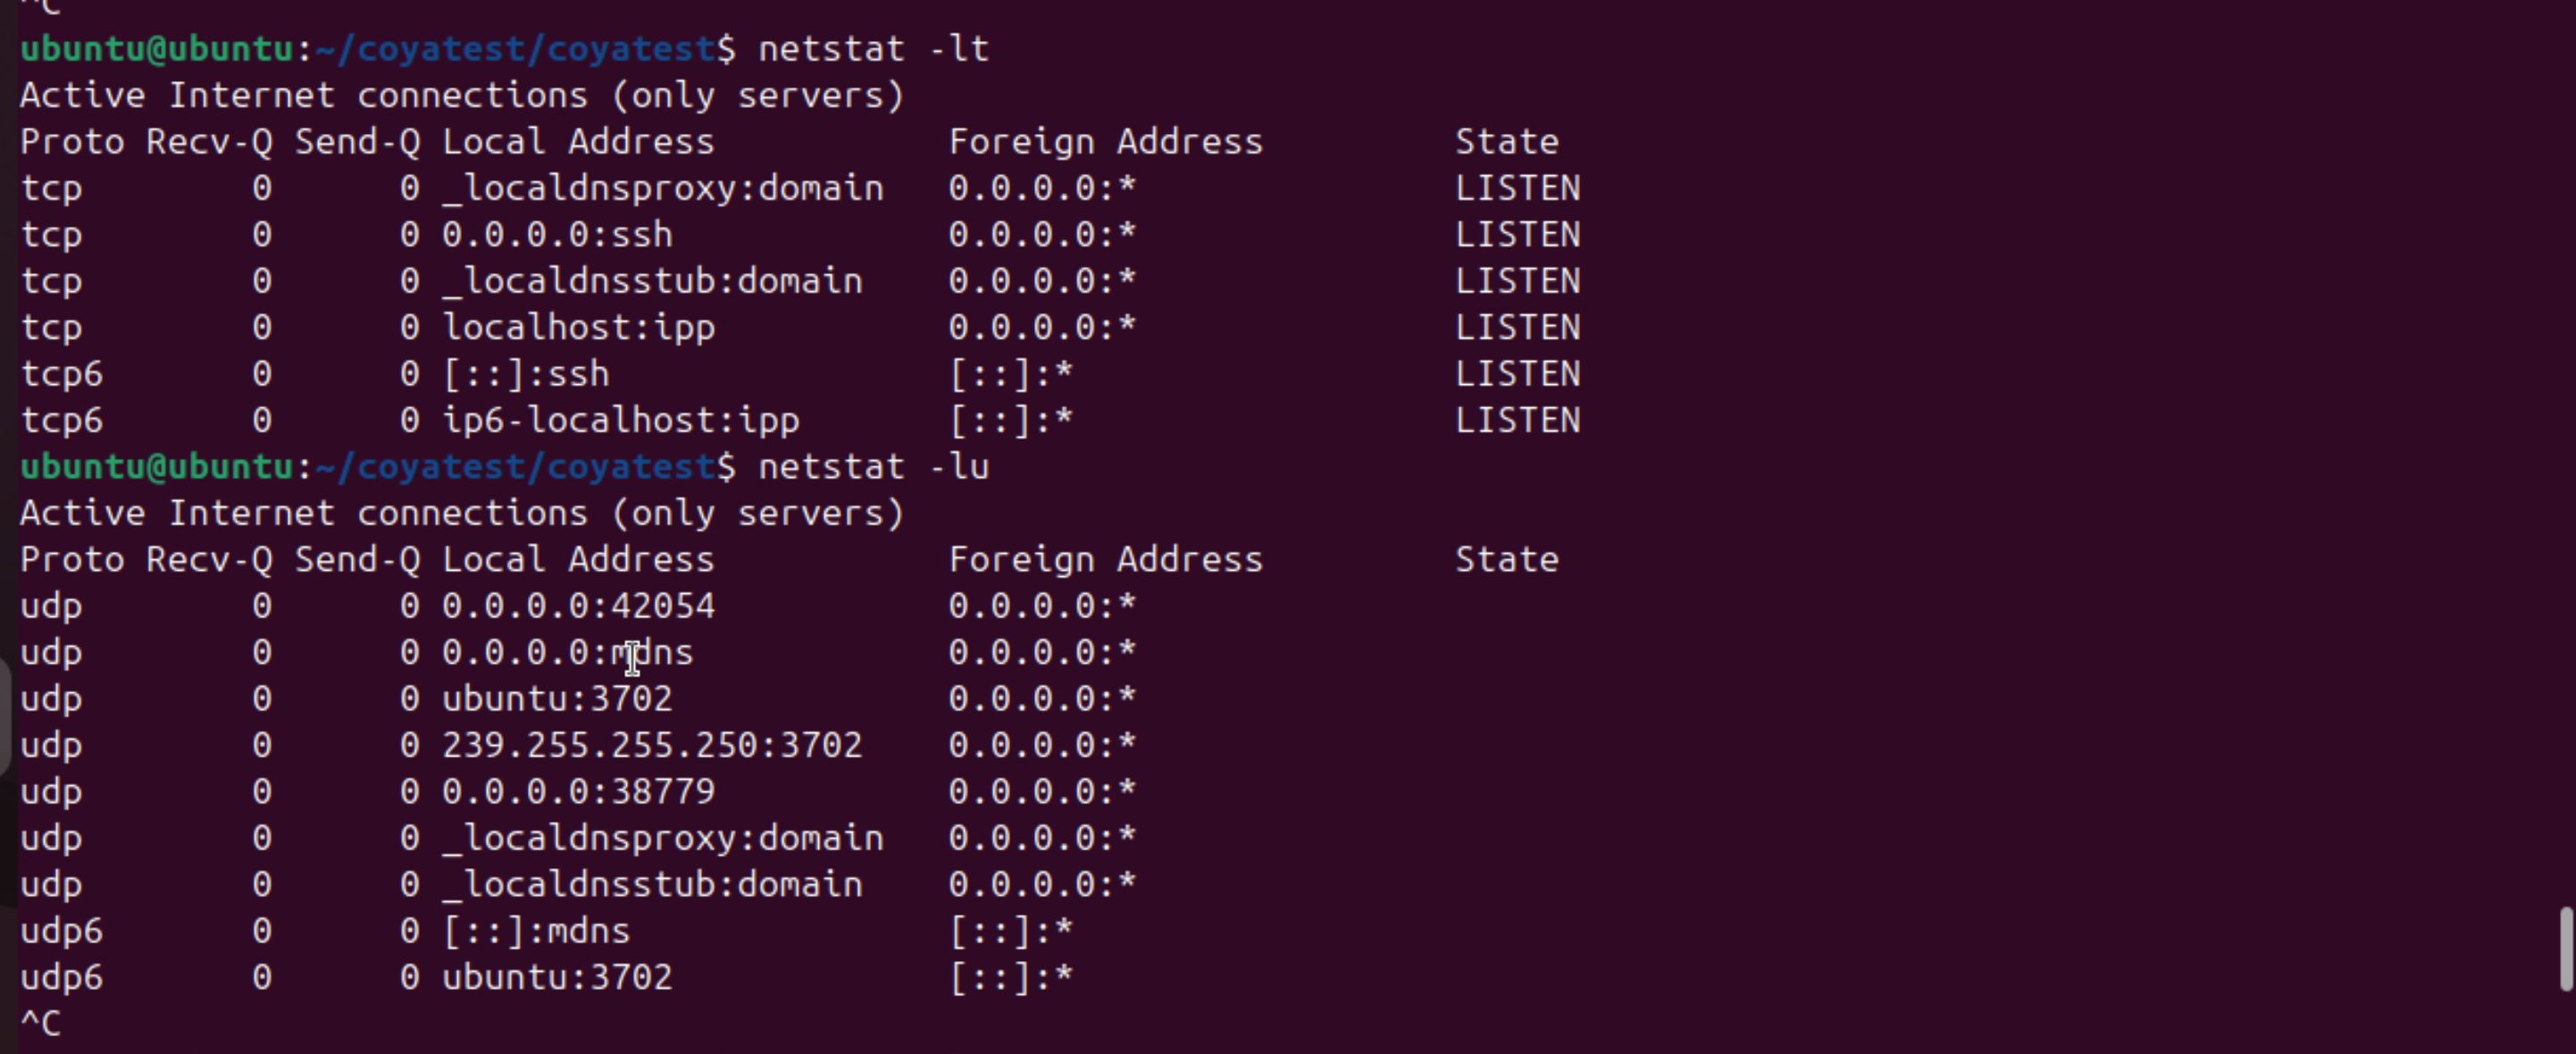 ^C
ubuntu@ubuntu:~/coyatest/coyatest$ netstat -lt
Active Internet connections (only servers)
Proto Recv-Q Send-Q Local Address           Foreign Address         State
tcp        0      0 _localdnsproxy:domain   0.0.0.0:*               LISTEN
tcp        0      0 0.0.0.0:ssh             0.0.0.0:*               LISTEN
tcp        0      0 _localdnsstub:domain    0.0.0.0:*               LISTEN
tcp        0      0 localhost:ipp           0.0.0.0:*               LISTEN
tcp6       0      0 [::]:ssh                [::]:*                  LISTEN
tcp6       0      0 ip6-localhost:ipp       [::]:*                  LISTEN
ubuntu@ubuntu:~/coyatest/coyatest$ netstat -lu
Active Internet connections (only servers)
Proto Recv-Q Send-Q Local Address           Foreign Address         State
udp        0      0 0.0.0.0:42054           0.0.0.0:*
udp        0      0 0.0.0.0:mdns            0.0.0.0:*
udp        0      0 ubuntu:3702             0.0.0.0:*
udp        0      0 239.255.255.250:3702    0.0.0.0:*
udp        0      0 0.0.0.0:38779           0.0.0.0:*
udp        0      0 _localdnsproxy:domain   0.0.0.0:*
udp        0      0 _localdnsstub:domain    0.0.0.0:*
udp6       0      0 [::]:mdns               [::]:*
udp6       0      0 ubuntu:3702             [::]:*
^C